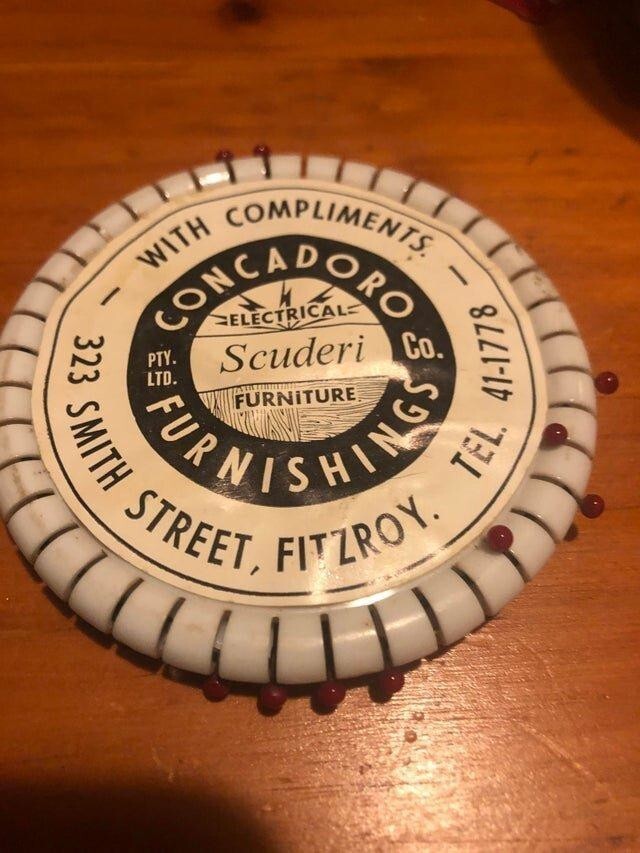 — WITH COMPLIMENTS. —
CONCADORO
FURNISHINGS Co.
PTY.
LTD.
ELECTRICAL
Scuderi
FURNITURE
323 SMITH STREET, FITZROY. TEL. 41-1778